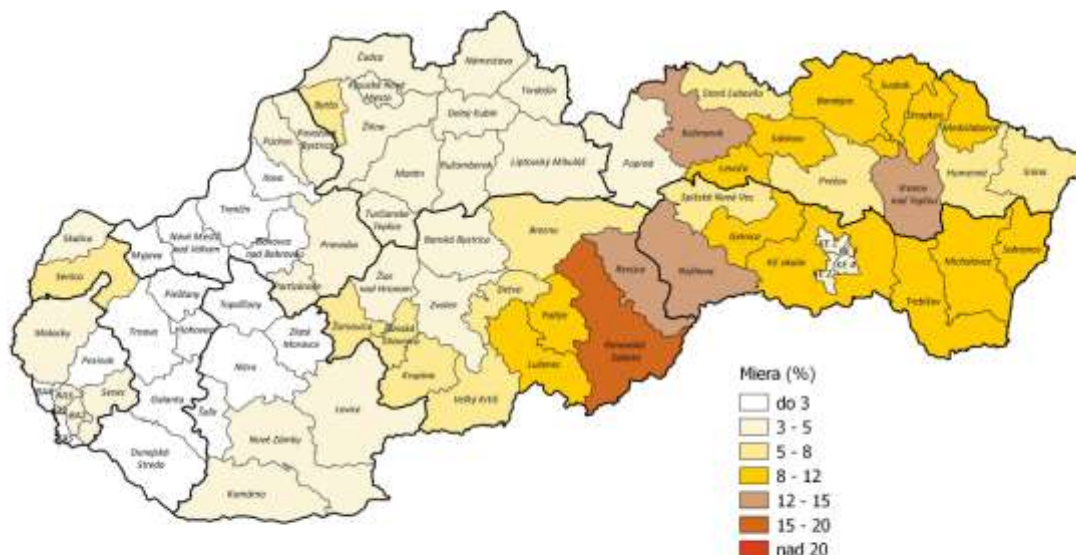 Čadca
Námestovo
Tvrdošín
Bytča
Kysucké Nové
Mesto
Dolný Kubín
Stará Ľubovňa
Bardejov
Svidník
Stropkov
Medzilaborce
Kežmarok
Púchov
Považská
Bystrica
Žilina
Sabinov
Ilava
Martin
Ružomberok
Liptovský Mikuláš
Poprad
Levoča
Prešov
Vranov
nad Topľou
Humenné
Snina
Trenčín
Turčianske
Teplice
Spišská Nová Ves
Skalica
Myjava
Nové Mesto
nad Váhom
Bánovce
nad Bebravou
Prievidza
Banská Bystrica
Brezno
Gelnica
Senica
Partizánske
Žiar
nad Hronom
Revúca
Rožňava
KE okolie
Michalovce
Sobrance
Piešťany
Topoľčany
Zvolen
Detva
Trebišov
Malacky
Trnava
Hlohovec
Zlaté
Moravce
Žarnovica
Banská
Štiavnica
Poltár
Rimavská
Sobota
Pezinok
Nitra
Krupina
Lučenec
Senec
Galanta
Šaľa
Levice
Veľký Krtíš
Nové Zámky
Dunajská
Streda
Komárno
Miera (%)
do 3
3 - 5
5 - 8
8 - 12
12 - 15
15 - 20
nad 20